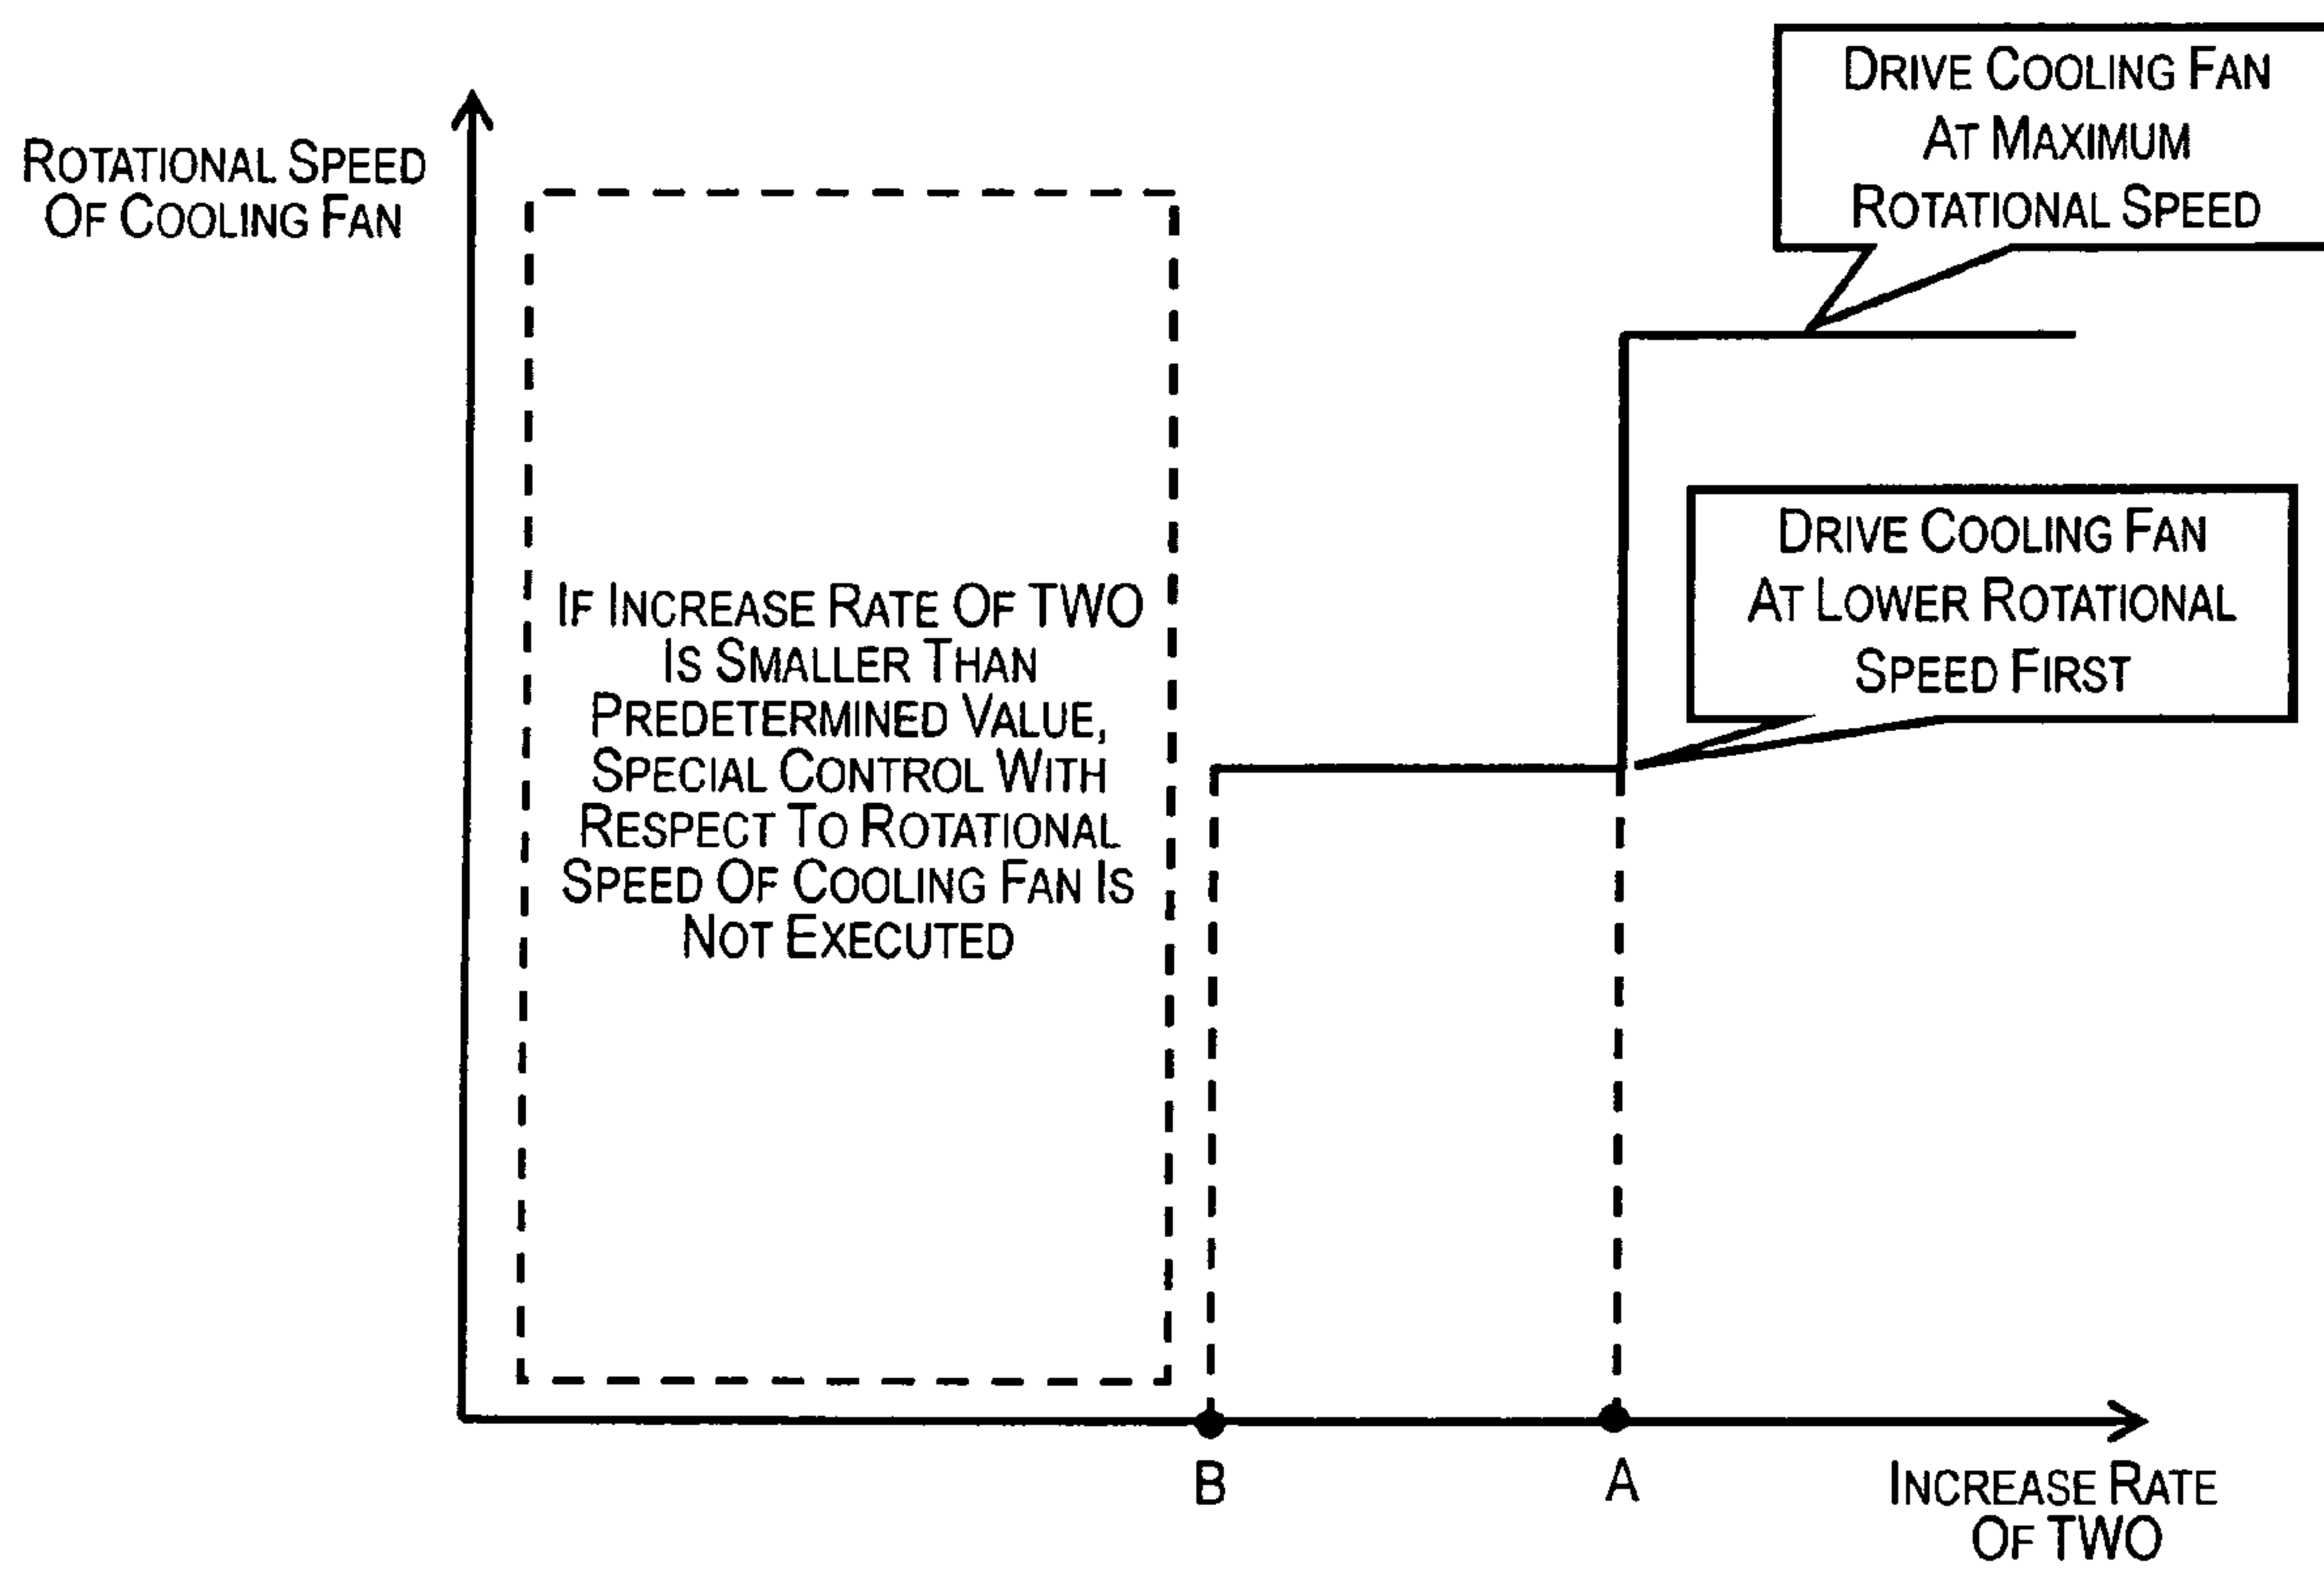 ROTATIONAL SPEED
OF COOLING FAN
DRIVE COOLING FAN
AT MAXIMUM
ROTATIONAL SPEED
DRIVE COOLING FAN
AT LOWER ROTATIONAL
SPEED FIRST
IF INCREASE RATE OF TWO
IS SMALLER THAN
PREDETERMINED VALUE,
SPECIAL CONTROL WITH
RESPECT TO ROTATIONAL
SPEED OF COOLING FAN IS
NOT EXECUTED
B
A
INCREASE RATE
OF TWO